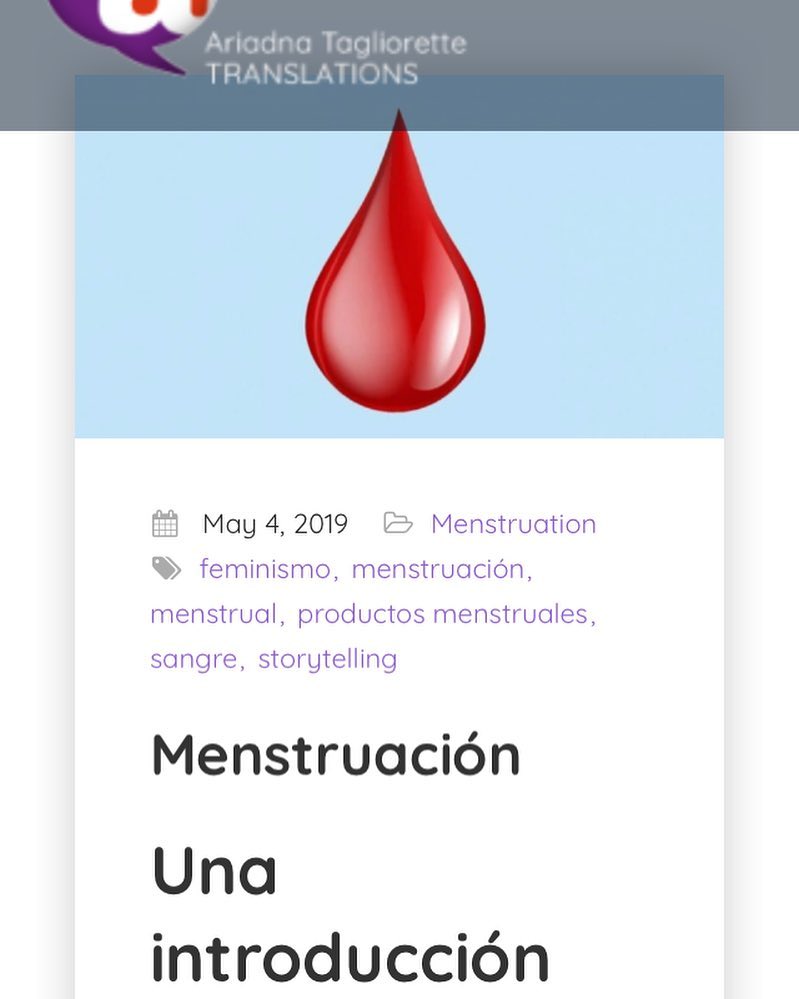 Ariadna Tagliorette
TRANSLATIONS
May 4, 2019 Menstruation
feminismo, menstruación,
menstrual, productos menstruales,
sangre, storytelling
Menstruación
Una
introducción